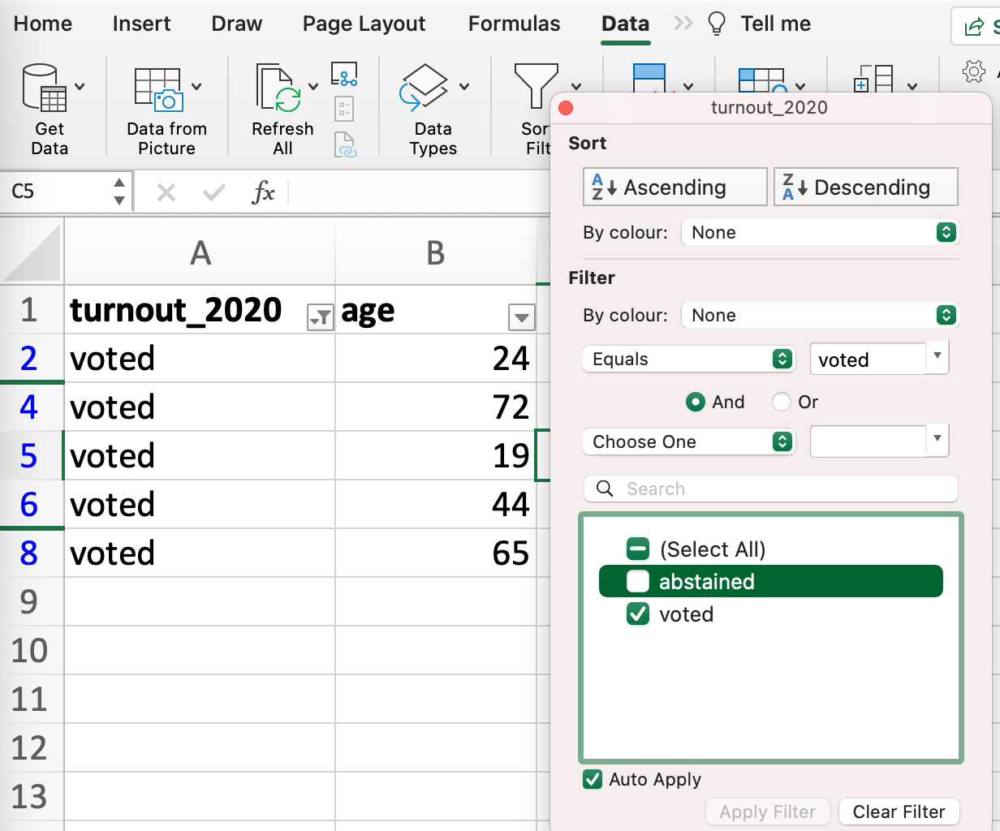 Home Insert Draw Page Layout Formulas Data Tell me
Get Data
Data from Picture
Refresh All
Data Types
C5 fx
A B
1 turnout_2020 age
2 voted 24
4 voted 72
5 voted 19
6 voted 44
8 voted 65
9
10
11
12
13
turnout_2020
Sort
A Z Ascending Z A Descending
By colour: None
Filter
By colour: None
Equals voted
And Or
Choose One
Search
(Select All)
abstained
voted
Auto Apply
Apply Filter Clear Filter